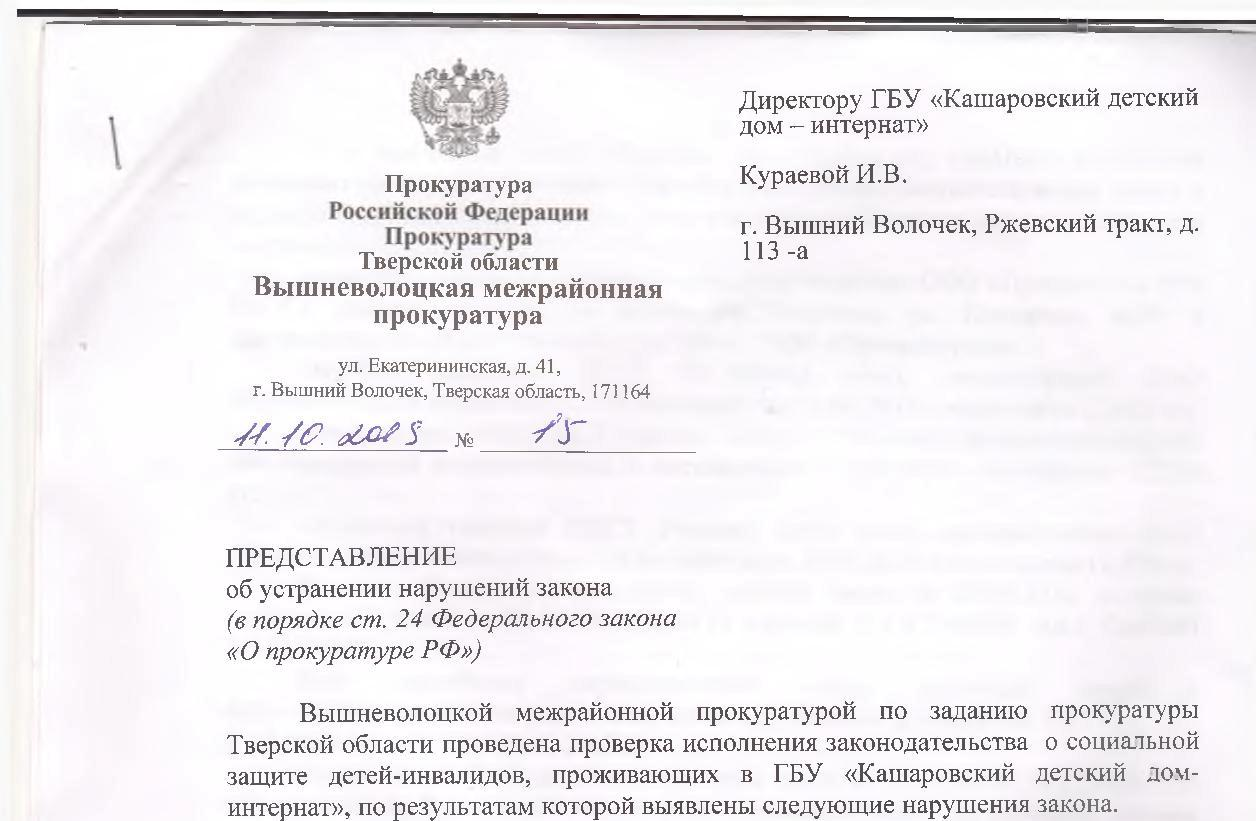 Прокуратура
Российской Федерации
Прокуратура
Тверской области
Вышневолоцкая межрайонная
прокуратура
ул. Екатерининская, д. 41,
г. Вышний Волочек, Тверская область, 171164
11.10. № 15
Директору ГБУ «Кашаровский детский
дом – интернат»
Кураевой И.В.
г. Вышний Волочек, Ржевский тракт, д.
113 -а
ПРЕДСТАВЛЕНИЕ
об устранении нарушений закона
(в порядке ст. 24 Федерального закона
«О прокуратуре РФ»)
Вышневолоцкой межрайонной прокуратурой по заданию прокуратуры
Тверской области проведена проверка исполнения законодательства о социальной
защите детей-инвалидов, проживающих в ГБУ «Кашаровский детский дом-
интернат», по результатам которой выявлены следующие нарушения закона.